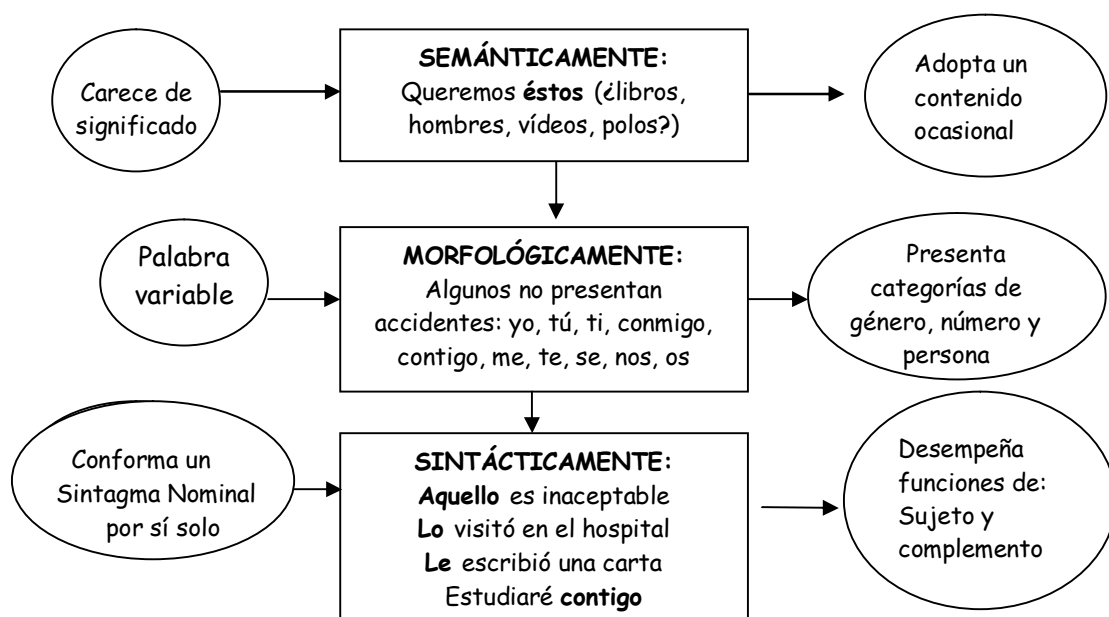 Carece de
significado
SEMÁNTICAMENTE:
Queremos éstos (¿libros,
hombres, vídeos, polos?)
Adopta un
contenido
ocasional
Palabra
variable
MORFOLÓGICAMENTE:
Algunos no presentan
accidentes: yo, tú, ti, conmigo,
contigo, me, te, se, nos, os
Presenta
categorías de
género, número y
persona
Conforma un
Sintagma Nominal
por sí solo
SINTÁCTICAMENTE:
Aquello es inaceptable
Lo visitó en el hospital
Le escribió una carta
Estudiaré contigo
Desempeña
funciones de:
Sujeto y
complemento